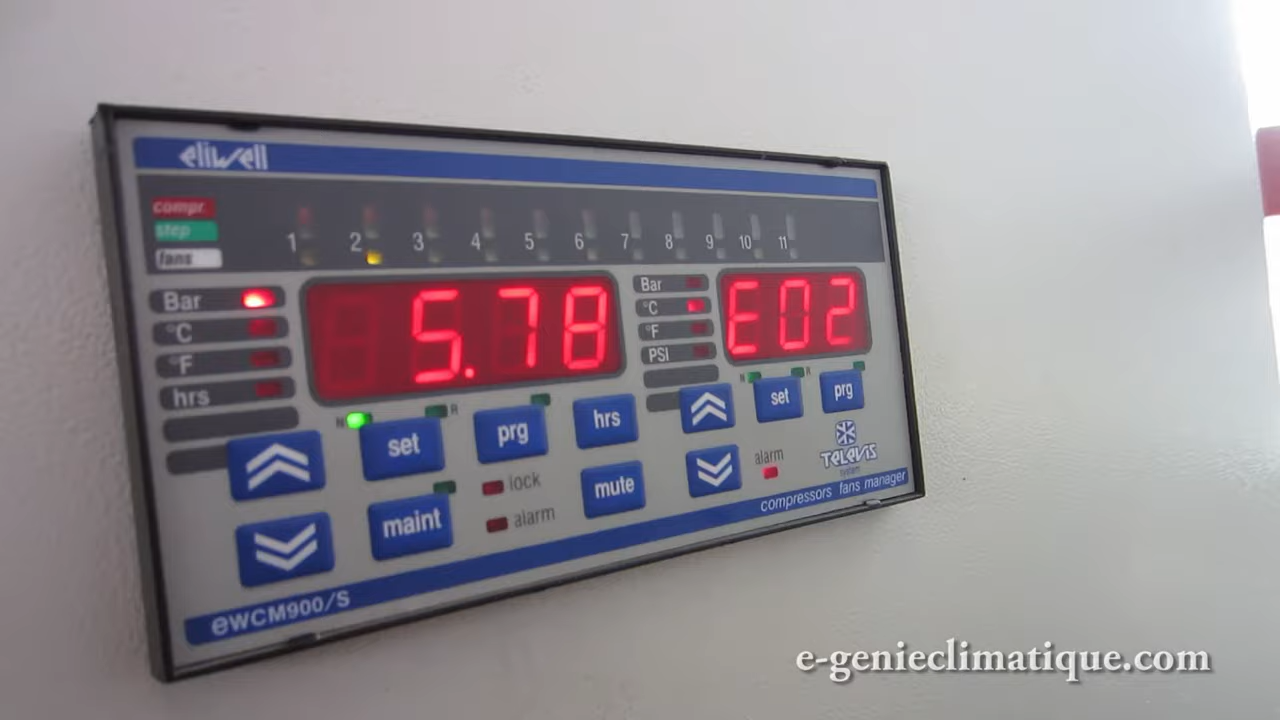 eliwell
compr.
step
fans
1 2 3 4 5 6 7 8 9 10 11
Bar
°C
°F
hrs
5.78
Bar
°C
°F
PSI
E02
N R
set
prg
hrs
N R
set
prg
maint
lock
alarm
mute
alarm
TELEVIS
system
compressors fans manager
eWCM900/S
e-genieclimatique.com